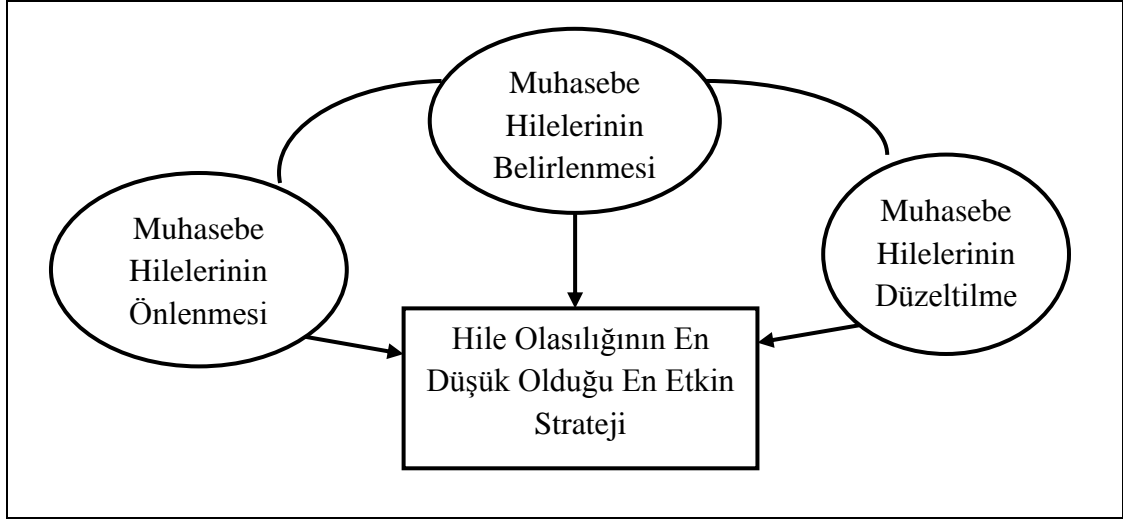 Muhasebe
Hilelerinin
Belirlenmesi
Muhasebe
Hilelerinin
Önlenmesi
Muhasebe
Hilelerinin
Düzeltilme
Hile Olasılığının En
Düşük Olduğu En Etkin
Strateji